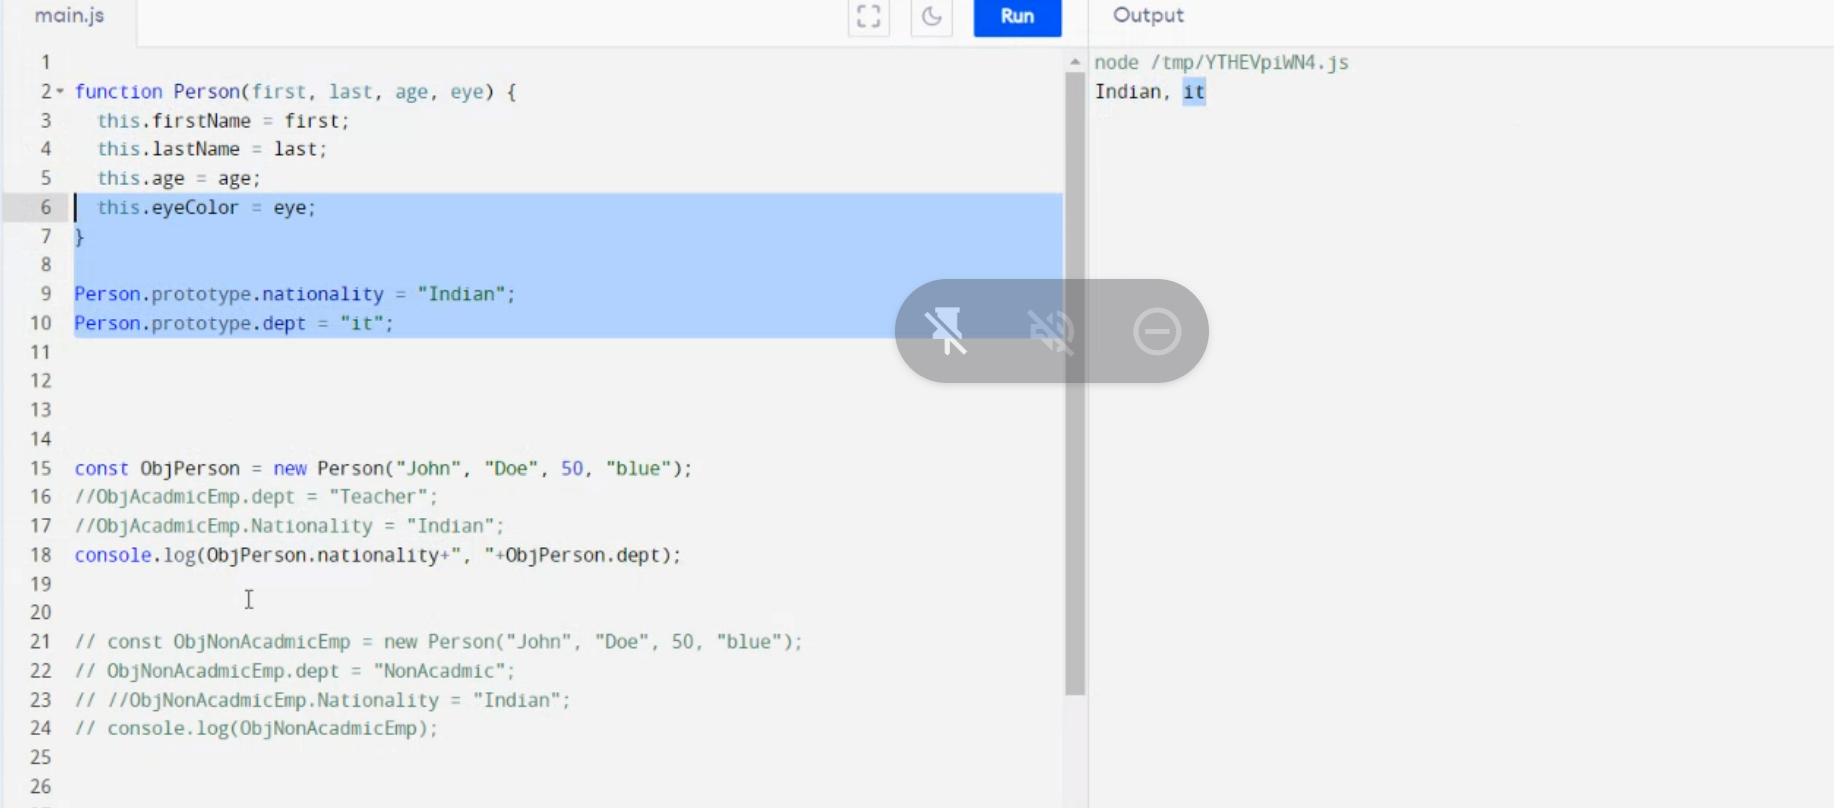 main.js
Run
Output
1
2 function Person(first, last, age, eye) {
3 this.firstName = first;
4 this.lastName = last;
5 this.age = age;
6 this.eyeColor = eye;
7 }
8
9 Person.prototype.nationality = "Indian";
10 Person.prototype.dept = "it";
11
12
13
14
15 const ObjPerson = new Person("John", "Doe", 50, "blue");
16 //ObjAcadmicEmp.dept = "Teacher";
17 //ObjAcadmicEmp.Nationality = "Indian";
18 console.log(ObjPerson.nationality+", "+ObjPerson.dept);
19
20
21 // const ObjNonAcadmicEmp = new Person("John", "Doe", 50, "blue");
22 // ObjNonAcadmicEmp.dept = "NonAcadmic";
23 // //ObjNonAcadmicEmp.Nationality = "Indian";
24 // console.log(ObjNonAcadmicEmp);
25
26
node /tmp/YTHEVpiWN4.js
Indian, it